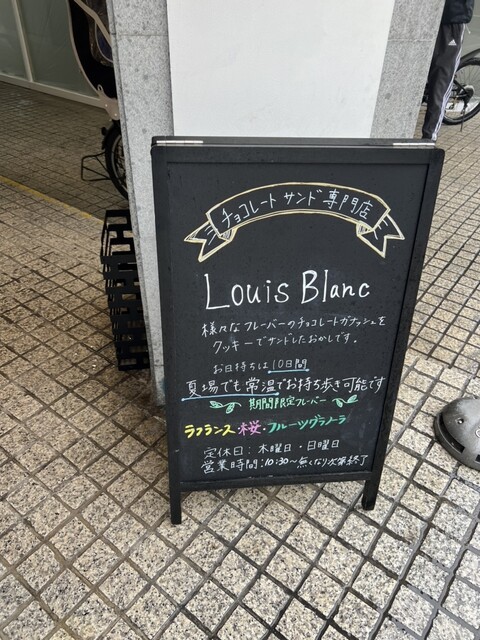 チョコレートサンド専門店
Louis Blanc
様々なフレーバーのチョコレートガナッシュを
クッキーでサンドしたおかしです。
お日持ちは10日間
夏場でも常温でお持ち歩き可能です
期間限定フレーバー
ラフランス・桜・フルーツグラノーラ
定休日:木曜日・日曜日
営業時間:10:30〜無くなり次第終了